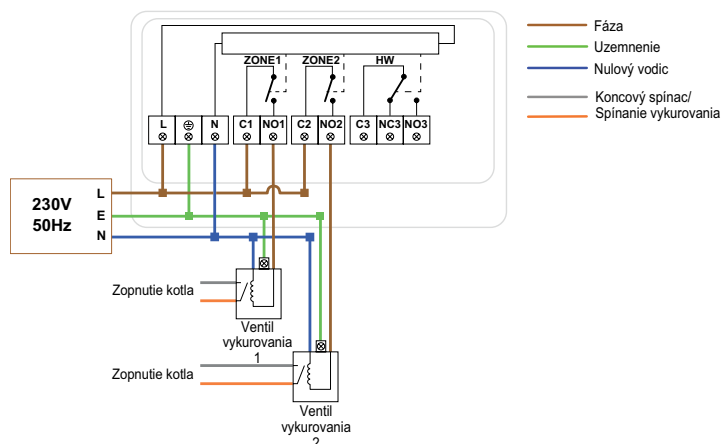 Fáza
Uzemnenie
Nulový vodic
Koncový spínac/
Spínanie vykurovania
ZONE1 ZONE2 HW
L N C1 NO1 C2 NO2 C3 NC3 NO3
230V
50Hz
L
E
N
Zopnutie kotla
Ventil
vykurovania
1
Zopnutie kotla
Ventil
vykurovania
2